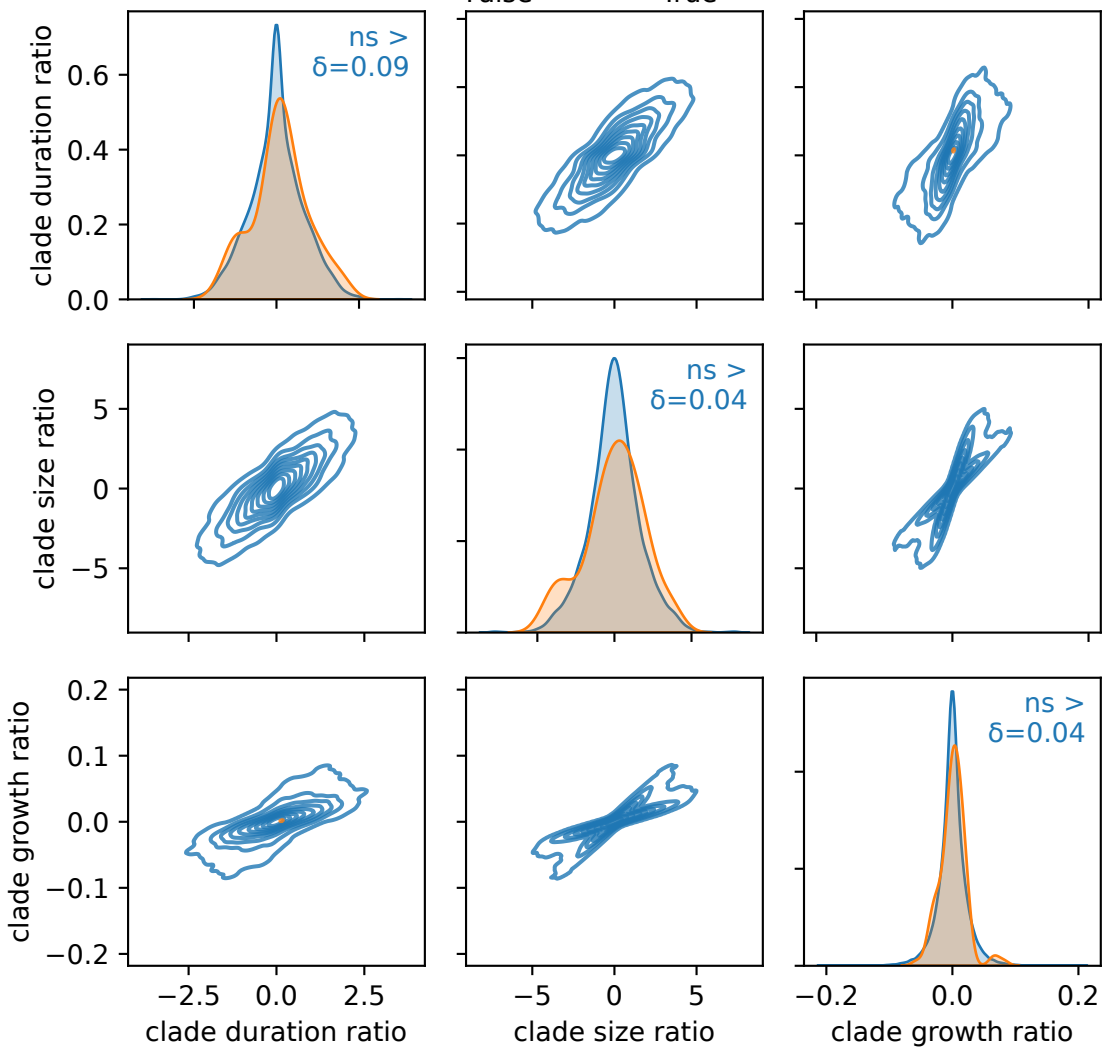 True
clade duration ratio
0.6
0.4
0.2
0.0
ns >
δ=0.09
clade size ratio
5
0
−5
ns >
δ=0.04
clade growth ratio
0.2
0.1
0.0
−0.1
−0.2
ns >
δ=0.04
−2.5 0.0 2.5
−5 0 5
−0.2 0.0 0.2
clade duration ratio
clade size ratio
clade growth ratio